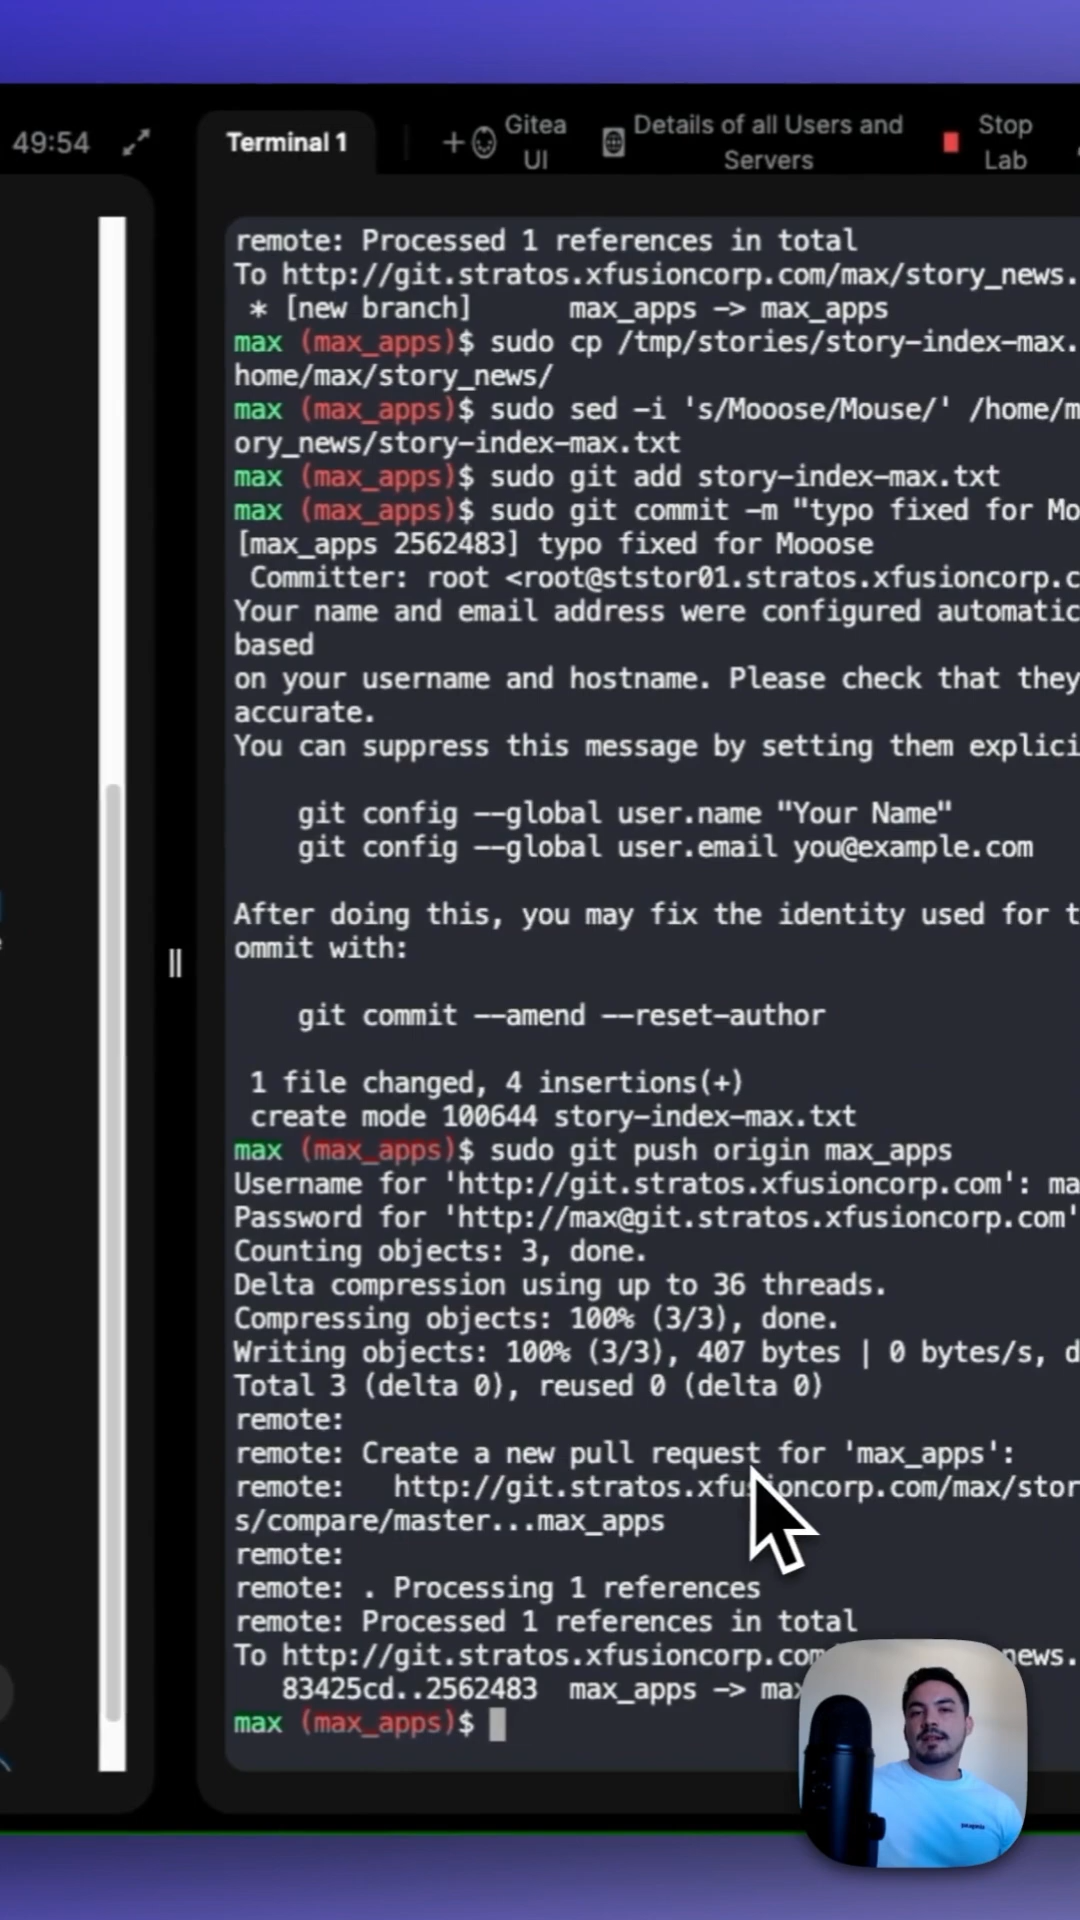 49:54
Terminal 1
Gitea UI
Details of all Users and Servers
Stop Lab
remote: Processed 1 references in total
To http://git.stratos.xfusioncorp.com/max/story_news.
 * [new branch]      max_apps -> max_apps
max (max_apps)$ sudo cp /tmp/stories/story-index-max.
home/max/story_news/
max (max_apps)$ sudo sed -i 's/Mooose/Mouse/' /home/m
ory_news/story-index-max.txt
max (max_apps)$ sudo git add story-index-max.txt
max (max_apps)$ sudo git commit -m "typo fixed for Mo
[max_apps 2562483] typo fixed for Mooose
 Committer: root <root@ststor01.stratos.xfusioncorp.c
Your name and email address were configured automatic
based
on your username and hostname. Please check that they
accurate.
You can suppress this message by setting them explici

    git config --global user.name "Your Name"
    git config --global user.email you@example.com

After doing this, you may fix the identity used for t
ommit with:

    git commit --amend --reset-author

 1 file changed, 4 insertions(+)
 create mode 100644 story-index-max.txt
max (max_apps)$ sudo git push origin max_apps
Username for 'http://git.stratos.xfusioncorp.com': ma
Password for 'http://max@git.stratos.xfusioncorp.com'
Counting objects: 3, done.
Delta compression using up to 36 threads.
Compressing objects: 100% (3/3), done.
Writing objects: 100% (3/3), 407 bytes | 0 bytes/s, d
Total 3 (delta 0), reused 0 (delta 0)
remote:
remote: Create a new pull request for 'max_apps':
remote:   http://git.stratos.xfusioncorp.com/max/stor
s/compare/master...max_apps
remote:
remote: . Processing 1 references
remote: Processed 1 references in total
To http://git.stratos.xfusioncorp.com news.
   83425cd..2562483  max_apps -> max
max (max_apps)$